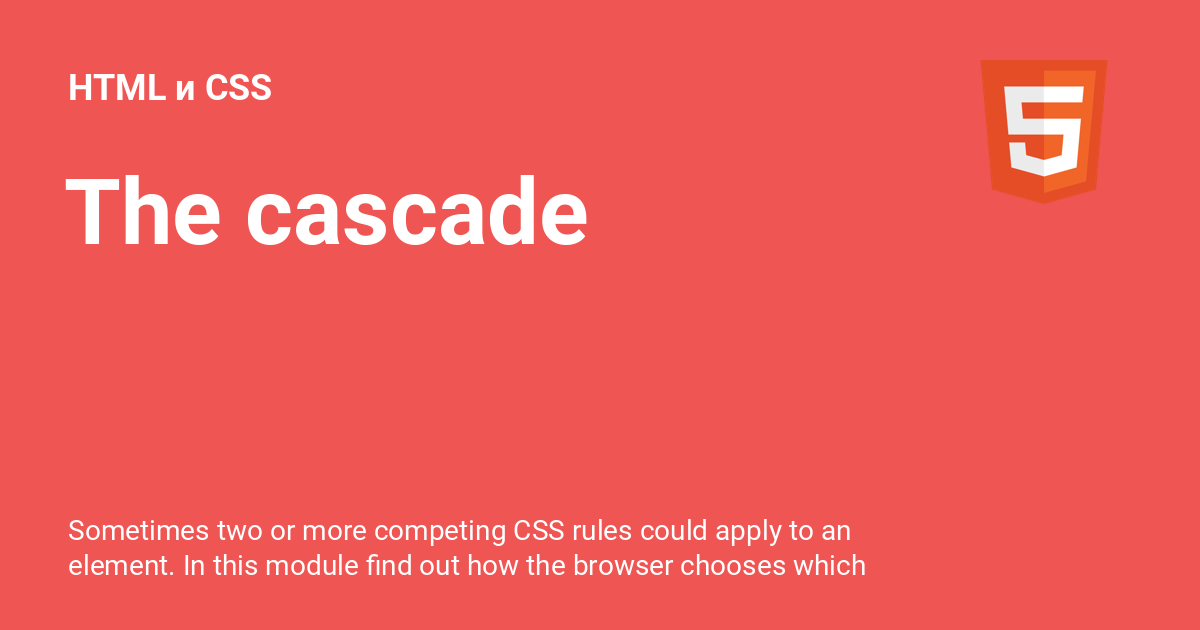 HTML и CSS
5
The cascade
Sometimes two or more competing CSS rules could apply to an
element. In this module find out how the browser chooses which